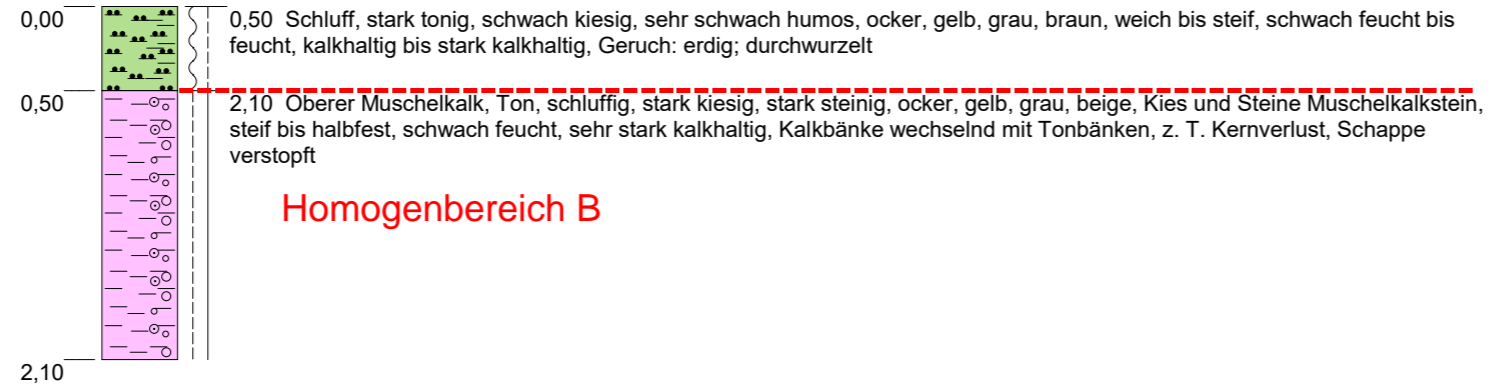 0,00
0,50 Schluff, stark tonig, schwach kiesig, sehr schwach humos, ocker, gelb, grau, braun, weich bis steif, schwach feucht bis
feucht, kalkhaltig bis stark kalkhaltig, Geruch: erdig; durchwurzelt
0,50
2,10 Oberer Muschelkalk, Ton, schluffig, stark kiesig, stark steinig, ocker, gelb, grau, beige, Kies und Steine Muschelkalkstein,
steif bis halbfest, schwach feucht, sehr stark kalkhaltig, Kalkbänke wechselnd mit Tonbänken, z. T. Kernverlust, Schappe
verstopft
Homogenbereich B
2,10